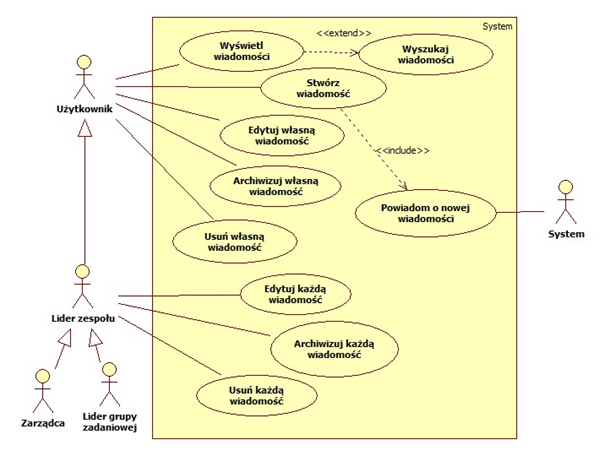 System
<<extend>>
Wyświetl
wiadomości
Wyszukaj
wiadomości
Stwórz
wiadomość
Użytkownik
Edytuj własną
wiadomość
<<include>>
Archiwizuj własną
wiadomość
Powiadom o nowej
wiadomości
System
Usuń własną
wiadomość
Edytuj każdą
wiadomość
Lider zespołu
Archiwizuj każdą
wiadomość
Usuń każdą
wiadomość
Zarządca
Lider grupy
zadaniowej